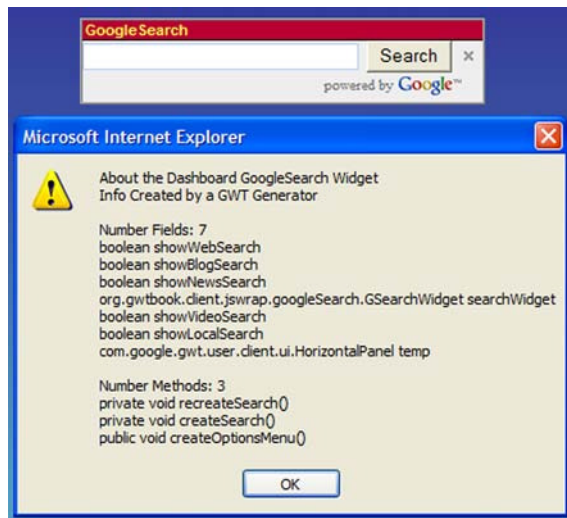 GoogleSearch
Search ×
powered by Google™
Microsoft Internet Explorer
About the Dashboard GoogleSearch Widget
Info Created by a GWT Generator
Number Fields: 7
boolean showWebSearch
boolean showBlogSearch
boolean showNewsSearch
org.gwtbook.client.jswrap.googleSearch.GSearchWidget searchWidget
boolean showVideoSearch
boolean showLocalSearch
com.google.gwt.user.client.ui.HorizontalPanel temp
Number Methods: 3
private void recreateSearch()
private void createSearch()
public void createOptionsMenu()
OK